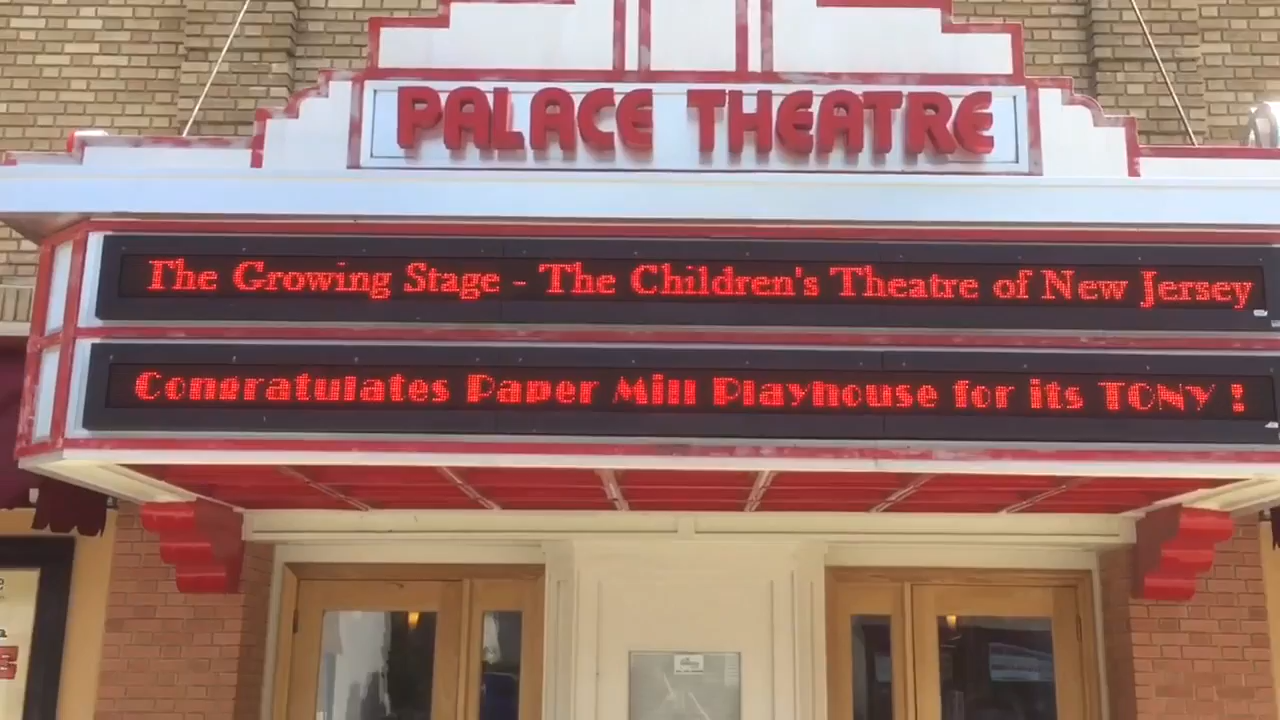 PALACE THEATRE
The Growing Stage - The Children's Theatre of New Jersey
Congratulates Paper Mill Playhouse for its TONY !